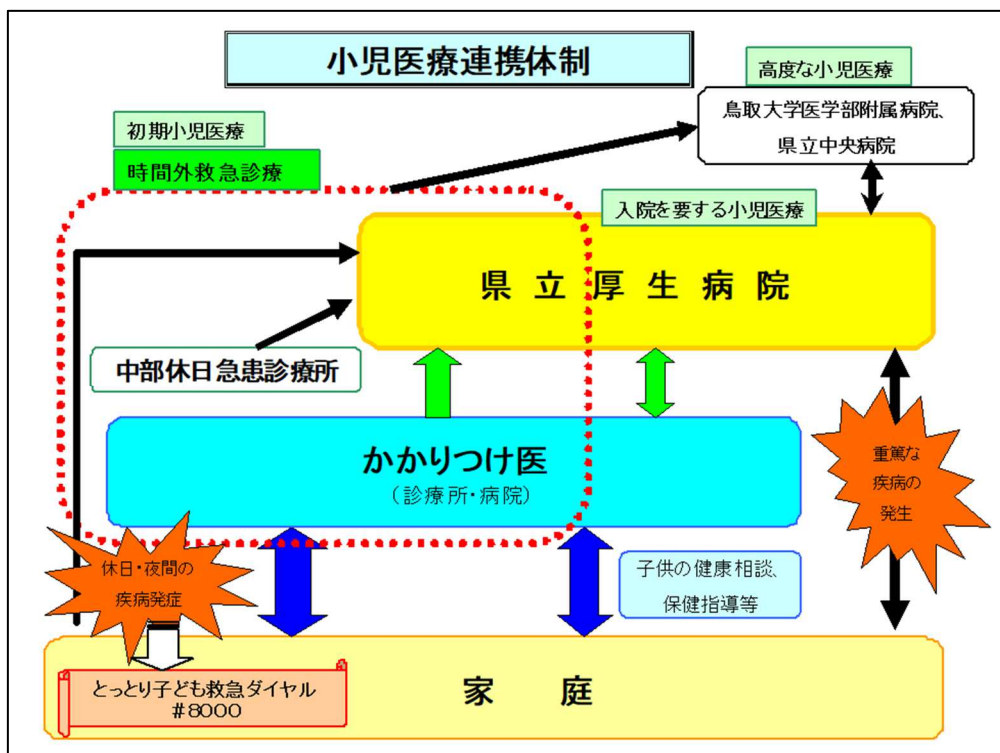 小児医療連携体制
高度な小児医療
鳥取大学医学部附属病院、
県立中央病院
初期小児医療
時間外救急診療
入院を要する小児医療
県立厚生病院
中部休日急患診療所
かかりつけ医
（診療所・病院）
重篤な
疾病の
発生
休日・夜間の
疾病発症
子供の健康相談、
保健指導等
とっとり子ども救急ダイヤル
#8000
家庭